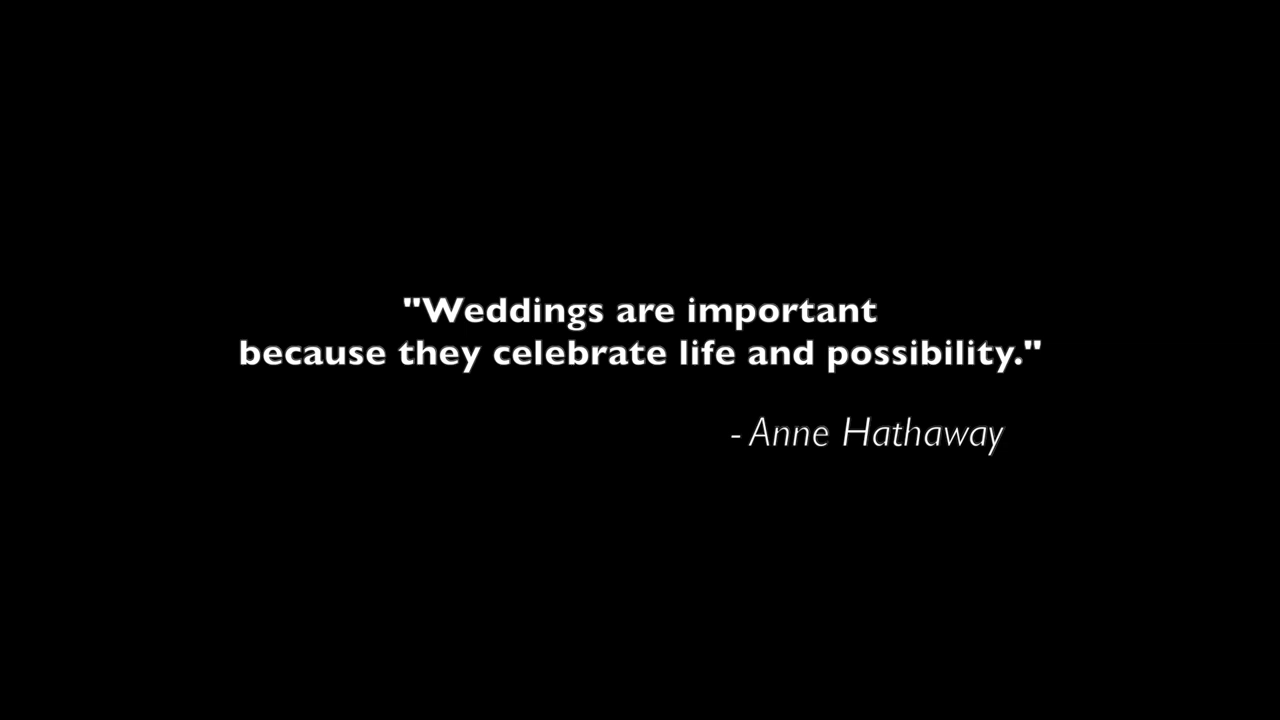 "Weddings are important
because they celebrate life and possibility."
- Anne Hathaway